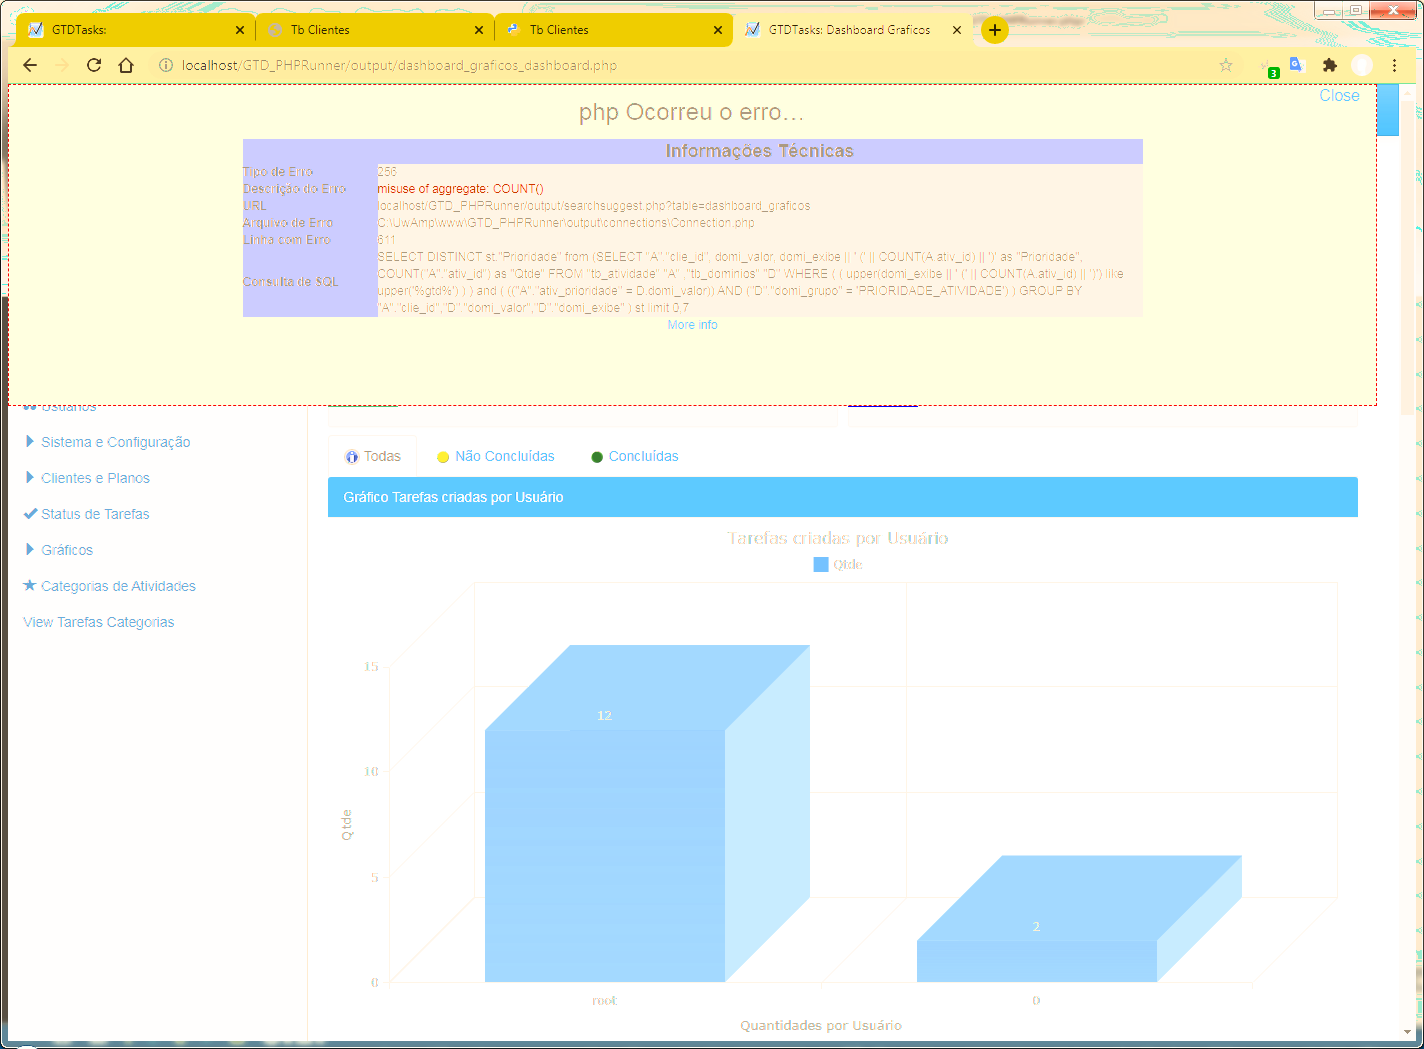 GTDTasks:
Tb Clientes
Tb Clientes
GTDTasks: Dashboard Graficos
localhost/GTD_PHPRunner/output/dashboard_graficos_dashboard.php
3
Close
php Ocorreu o erro...
Informações Técnicas
Tipo de Erro 256
Descrição do Erro misuse of aggregate: COUNT()
URL localhost/GTD_PHPRunner/output/searchsuggest.php?table=dashboard_graficos
Arquivo de Erro C:\UwAmp\www\GTD_PHPRunner\output\connections\Connection.php
Linha com Erro 611
Consulta de SQL
SELECT DISTINCT st."Prioridade" from (SELECT "A"."clie_id", domi_valor, domi_exibe || ' (' || COUNT(A.ativ_id) || ')' as "Prioridade",
COUNT("A"."ativ_id") as "Qtde" FROM "tb_atividade" "A" ,"tb_dominios" "D" WHERE ( ( upper(domi_exibe || ' (' || COUNT(A.ativ_id) || ')') like
upper('%gtd%') ) ) and ( (("A"."ativ_prioridade" = D.domi_valor)) AND ("D"."domi_grupo" = 'PRIORIDADE_ATIVIDADE') ) GROUP BY
"A"."clie_id","D"."domi_valor","D"."domi_exibe" ) st limit 0,7
More info
Usuários
Sistema e Configuração
Clientes e Planos
Status de Tarefas
Gráficos
Categorias de Atividades
View Tarefas Categorias
Todas
Não Concluídas
Concluídas
Gráfico Tarefas criadas por Usuário
Tarefas criadas por Usuário
Qtde
15
10
5
0
Qtde
12
2
root
0
Quantidades por Usuário